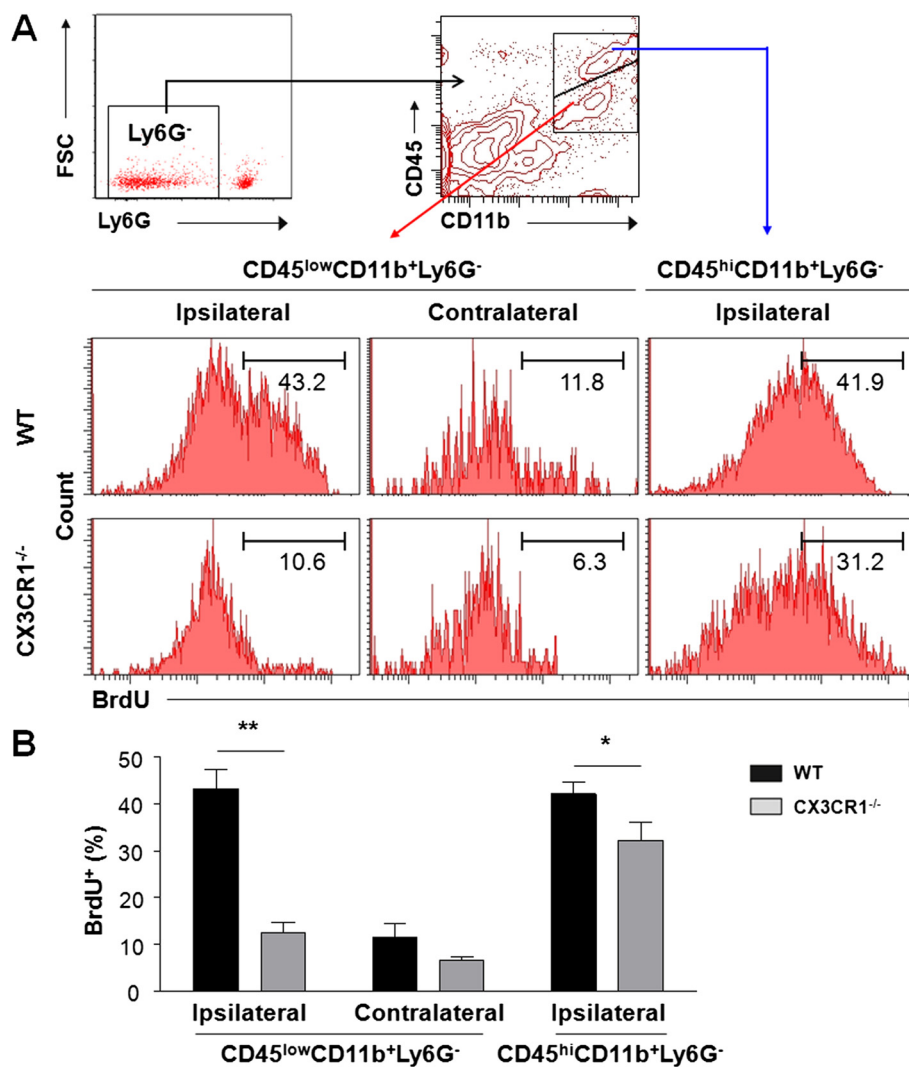 A
FSC
Ly6G⁻
Ly6G
CD45
CD11b
CD45ˡᵒʷCD11b⁺Ly6G⁻
CD45ʰⁱCD11b⁺Ly6G⁻
Ipsilateral
Contralateral
Ipsilateral
WT
43.2
11.8
41.9
Count
CX3CR1⁻/⁻
10.6
6.3
31.2
BrdU
B
**
*
50
40
30
20
10
0
BrdU⁺ (%)
WT
CX3CR1⁻/⁻
Ipsilateral
Contralateral
Ipsilateral
CD45ˡᵒʷCD11b⁺Ly6G⁻
CD45ʰⁱCD11b⁺Ly6G⁻